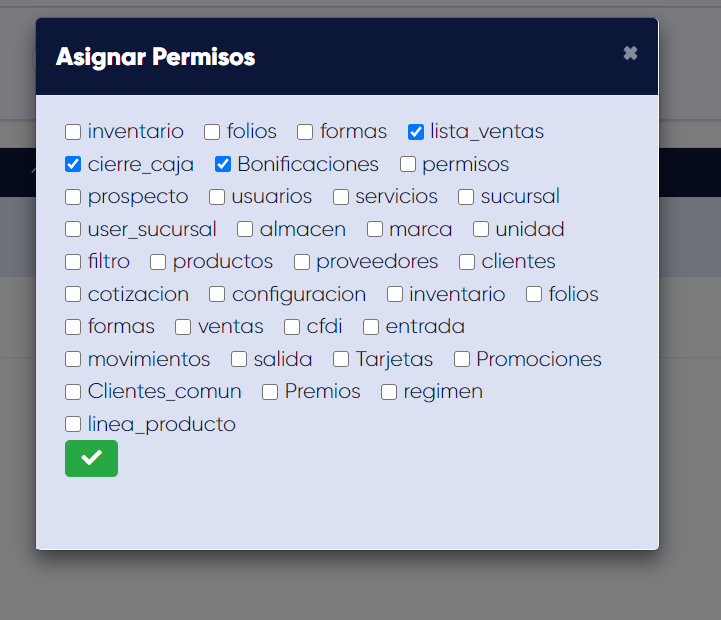 Asignar Permisos
inventario folios formas lista_ventas
cierre_caja Bonificaciones permisos
prospecto usuarios servicios sucursal
user_sucursal almacen marca unidad
filtro productos proveedores clientes
cotizacion configuracion inventario folios
formas ventas cfdi entrada
movimientos salida Tarjetas Promociones
Clientes_comun Premios regimen
linea_producto